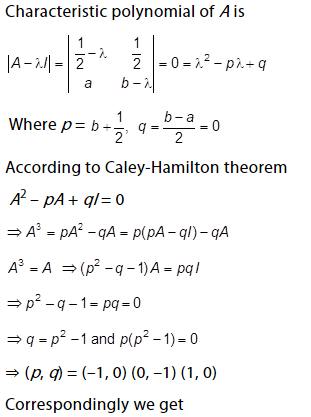 Characteristic polynomial of A is
|A – λI| = | 1/2 – λ   1/2 ; a   b – λ | = 0 = λ² – pλ + q
Where p = b + 1/2, q = (b – a)/2 = 0
According to Caley-Hamilton theorem
A² – pA + qI = 0
⇒ A³ = pA² – qA = p(pA – qI) – qA
A³ = A ⇒ (p² – q – 1) A = pqI
⇒ p² – q – 1 = pq = 0
⇒ q = p² – 1 and p(p² – 1) = 0
⇒ (p, q) = (–1, 0) (0, –1) (1, 0)
Correspondingly we get